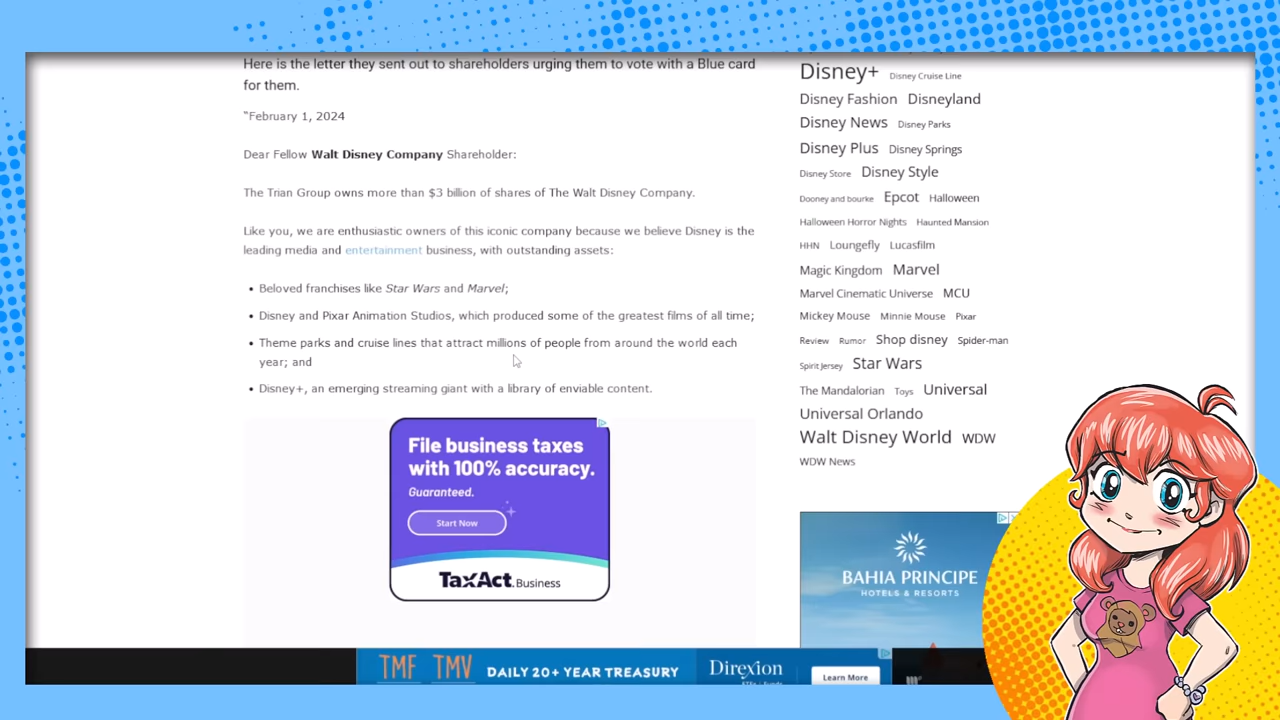 Here is the letter they sent out to shareholders urging them to vote with a Blue card
for them.
"February 1, 2024
Dear Fellow Walt Disney Company Shareholder:
The Trian Group owns more than $3 billion of shares of The Walt Disney Company.
Like you, we are enthusiastic owners of this iconic company because we believe Disney is the
leading media and entertainment business, with outstanding assets:
• Beloved franchises like Star Wars and Marvel;
• Disney and Pixar Animation Studios, which produced some of the greatest films of all time;
• Theme parks and cruise lines that attract millions of people from around the world each
year; and
• Disney+, an emerging streaming giant with a library of enviable content.
File business taxes
with 100% accuracy.
Guaranteed.
Start Now
TaxAct. Business
Disney+ Disney Cruise Line
Disney Fashion Disneyland
Disney News Disney Parks
Disney Plus Disney Springs
Disney Store Disney Style
Dooney and bourke Epcot Halloween
Halloween Horror Nights Haunted Mansion
HHN Loungefly Lucasfilm
Magic Kingdom Marvel
Marvel Cinematic Universe MCU
Mickey Mouse Minnie Mouse Pixar
Review Rumor Shop disney Spider-man
Spirit Jersey Star Wars
The Mandalorian Toys Universal
Universal Orlando
Walt Disney World WDW
WDW News
BAHIA PRINCIPE
HOTELS & RESORTS
TMF TMV DAILY 20+ YEAR TREASURY Direxion Learn More